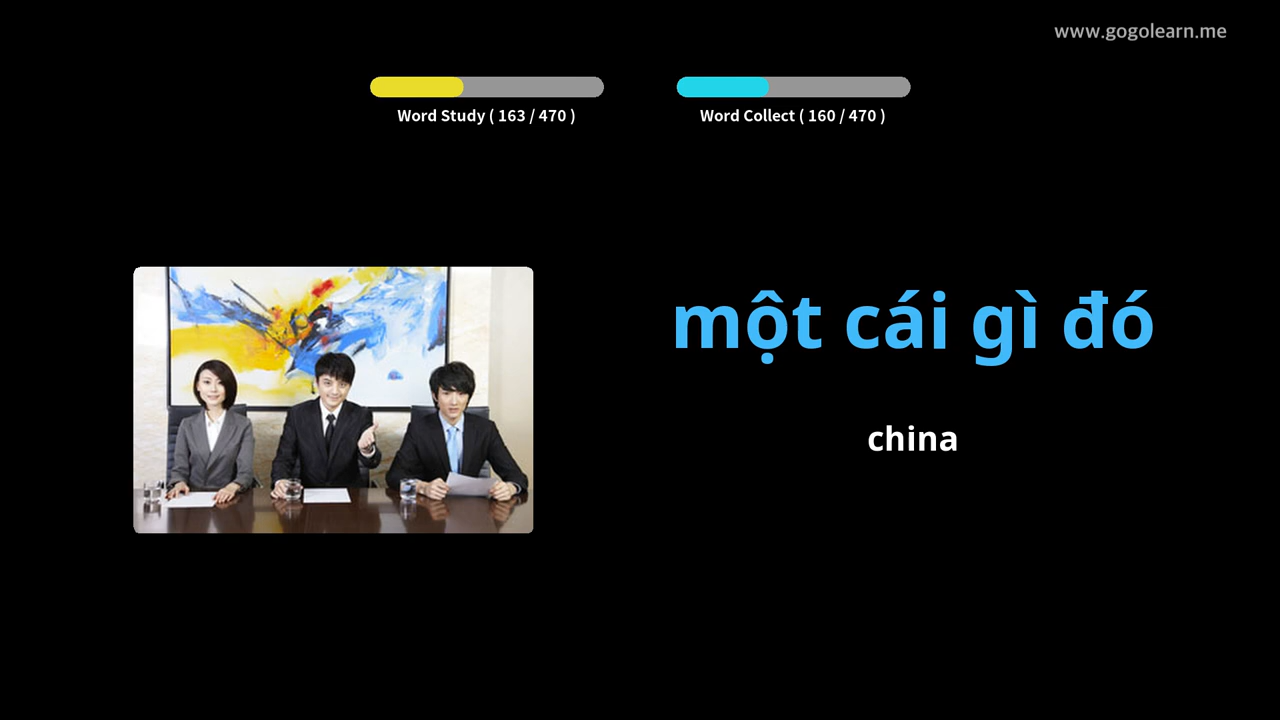 www.gogolearn.me
Word Study ( 163 / 470 )
Word Collect ( 160 / 470 )
một cái gì đó
china